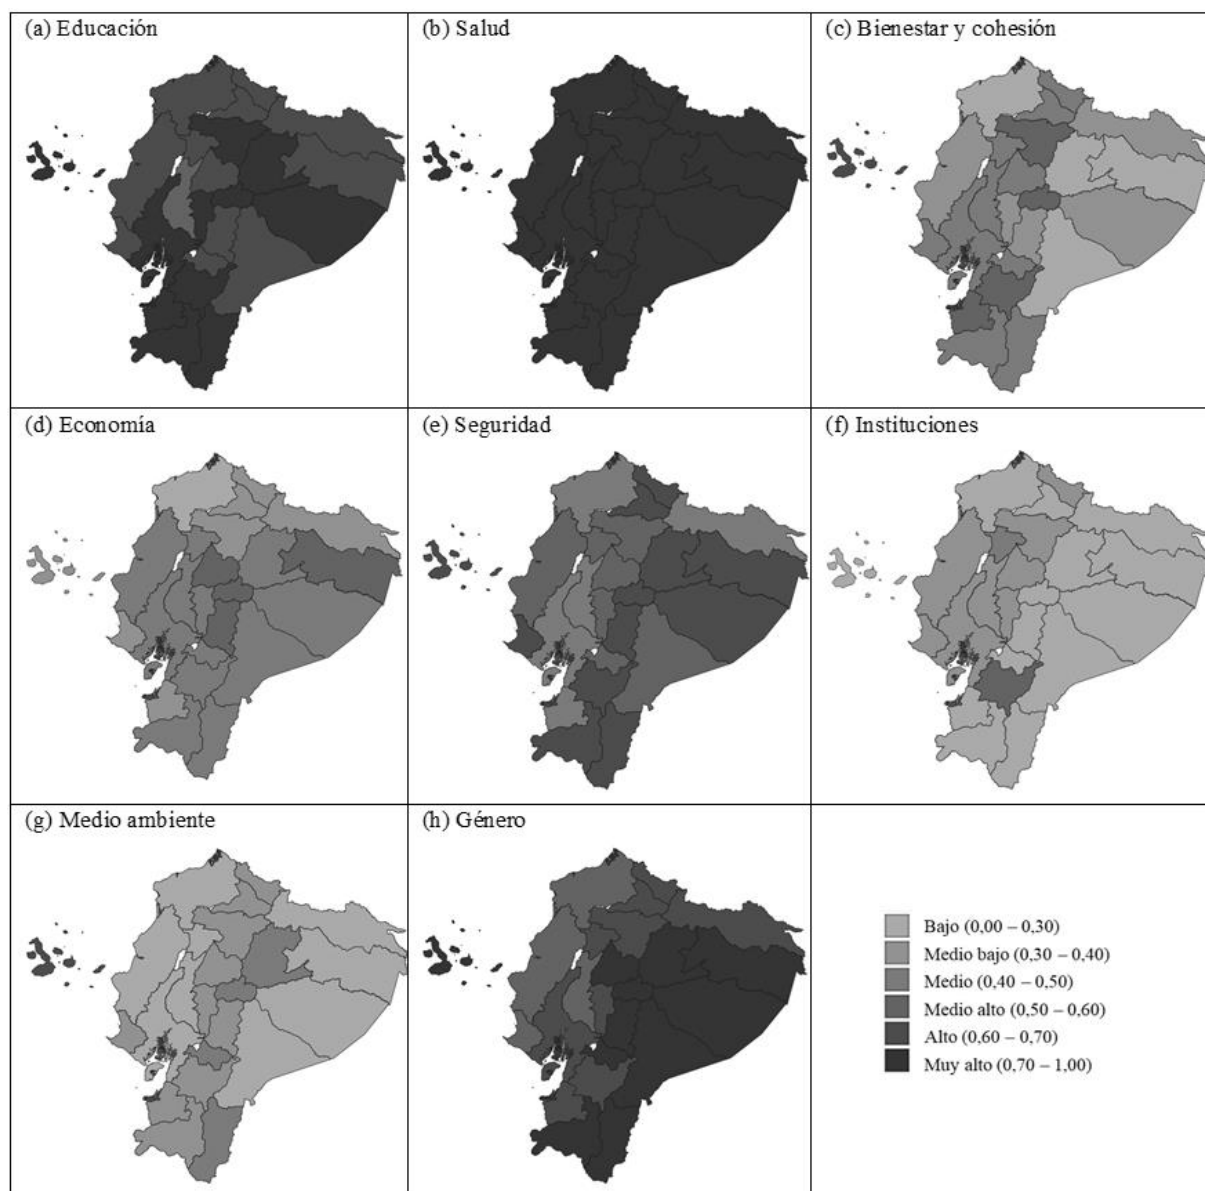 (a) Educación
(b) Salud
(c) Bienestar y cohesión
(d) Economía
(e) Seguridad
(f) Instituciones
(g) Medio ambiente
(h) Género
Bajo (0,00 – 0,30)
Medio bajo (0,30 – 0,40)
Medio (0,40 – 0,50)
Medio alto (0,50 – 0,60)
Alto (0,60 – 0,70)
Muy alto (0,70 – 1,00)